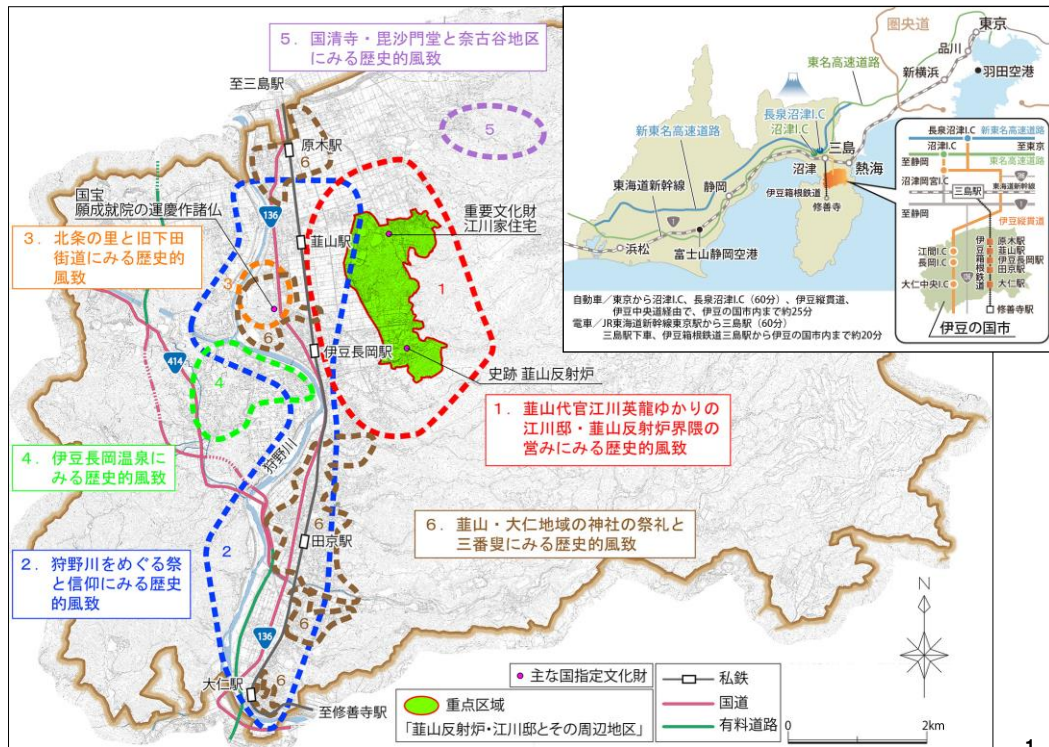 5．国清寺・毘沙門堂と奈古谷地区
にみる歴史的風致
至三島駅
原木駅
6
5
国宝
願成就院の運慶作諸仏
136
韮山駅
重要文化財
江川家住宅
3．北条の里と旧下田
街道にみる歴史的
風致
3
1
6
伊豆長岡駅
414
4
史跡 韮山反射炉
1．韮山代官江川英龍ゆかりの
江川邸・韮山反射炉界隈の
営みにみる歴史的風致
4．伊豆長岡温泉に
みる歴史的風致
狩野川
6
6
6．韮山・大仁地域の神社の祭礼と
三番叟にみる歴史的風致
田京駅
2．狩野川をめぐる祭
と信仰にみる歴史
的風致
2
6
136
大仁駅
6
至修善寺駅
主な国指定文化財
重点区域
「韮山反射炉・江川邸とその周辺地区」
私鉄
国道
有料道路
N
0
2km
圏央道
東京
品川
羽田空港
新横浜
東名高速道路
長泉沼津I.C
沼津I.C
新東名高速道路
三島
沼津
熱海
東海道新幹線
静岡
伊豆箱根鉄道
修善寺
1
浜松
富士山静岡空港
長泉沼津I.C
新東名高速道路
沼津I.C
至東京
至静岡
東名高速道路
沼津岡宮I.C
三島駅
東海道新幹線
1
至静岡
伊豆縦貫道
江間I.C
長岡I.C
大仁中央I.C
伊豆箱根鉄道
原木駅
韮山駅
伊豆長岡駅
田京駅
大仁駅
修善寺駅
伊豆の国市
自動車／東京から沼津I.C、長泉沼津I.C（60分）、伊豆縦貫道、
伊豆中央道経由で、伊豆の国市内まで約25分
電車／JR東海道新幹線東京駅から三島駅（60分）
三島駅下車、伊豆箱根鉄道三島駅から伊豆の国市内まで約20分
1